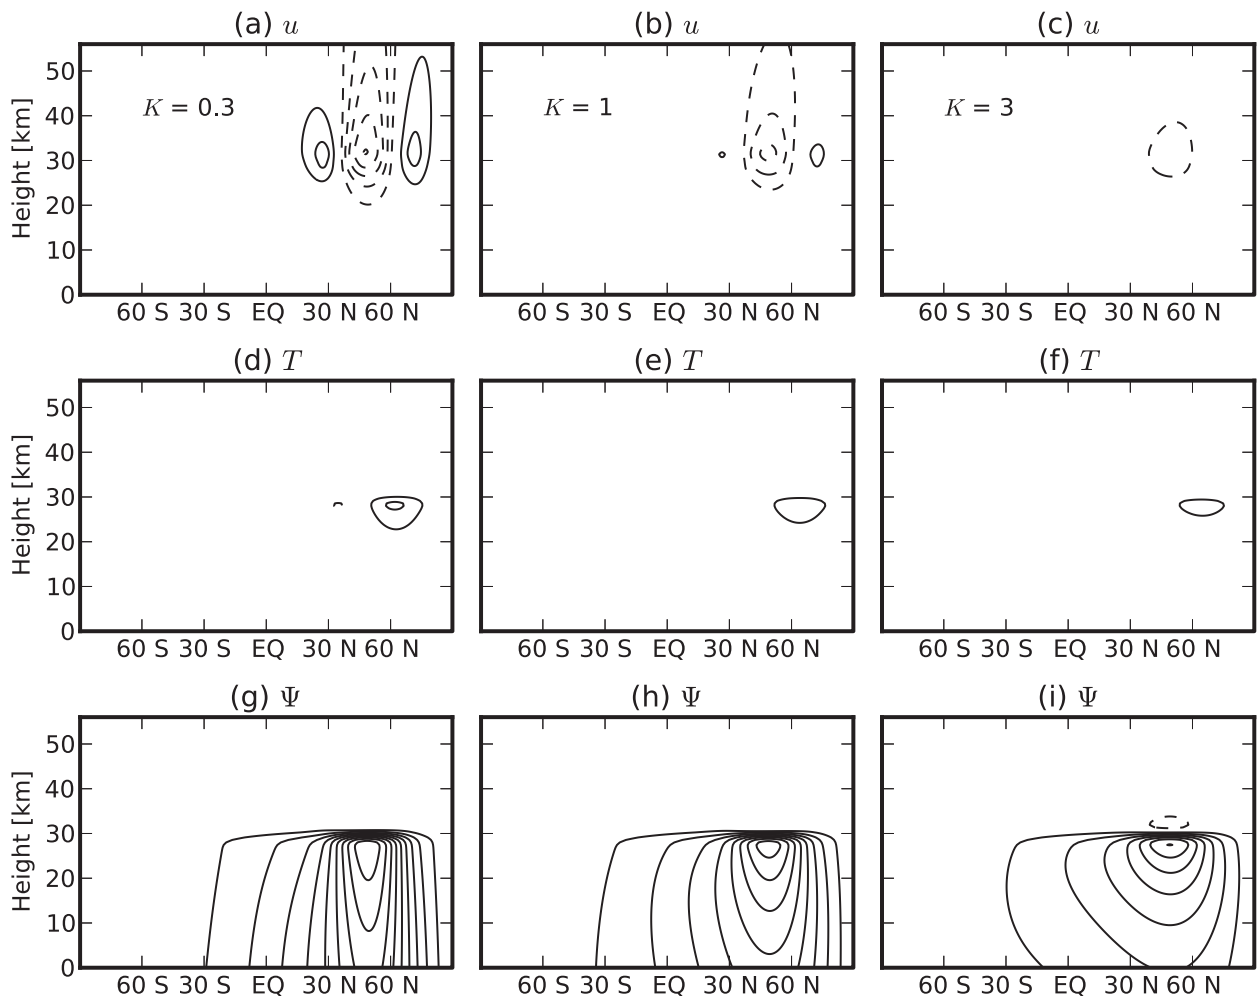 (a) u (b) u (c) u
Height [km]
50
40
30
20
10
0
K = 0.3
K = 1
K = 3
60 S 30 S EQ 30 N 60 N
60 S 30 S EQ 30 N 60 N
60 S 30 S EQ 30 N 60 N
(d) T (e) T (f) T
Height [km]
50
40
30
20
10
0
60 S 30 S EQ 30 N 60 N
60 S 30 S EQ 30 N 60 N
60 S 30 S EQ 30 N 60 N
(g) Ψ (h) Ψ (i) Ψ
Height [km]
50
40
30
20
10
0
60 S 30 S EQ 30 N 60 N
60 S 30 S EQ 30 N 60 N
60 S 30 S EQ 30 N 60 N